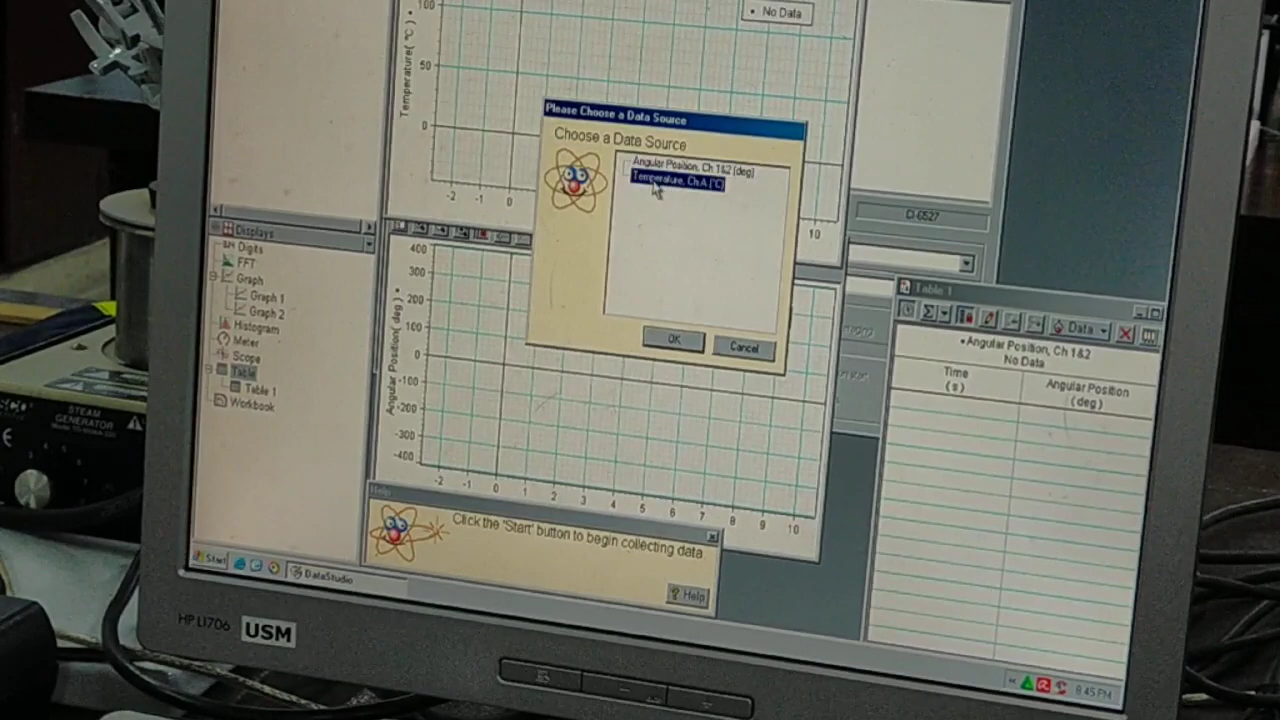 100
No Data
Temperature( °C )
50
0
-2 -1 0
10
Please Choose a Data Source
Choose a Data Source
Angular Position, Ch 1&2 (deg)
Temperature, Ch A (°C)
OK
Cancel
CI-6527
Displays
Digits
FFT
Graph
Graph 1
Graph 2
Histogram
Meter
Scope
Table
Table 1
Workbook
Angular Position( deg )
400
300
200
100
0
-100
-200
-300
-400
-2 -1 0 1 2 3 4 5 6 7 8 9 10
Table 1
Data
Angular Position, Ch 1&2
No Data
Time
(s)
Angular Position
(deg)
Help
Click the 'Start' button to begin collecting data
Help
Start
DataStudio
8:45 PM
HP L1706
USM
STEAM
GENERATOR